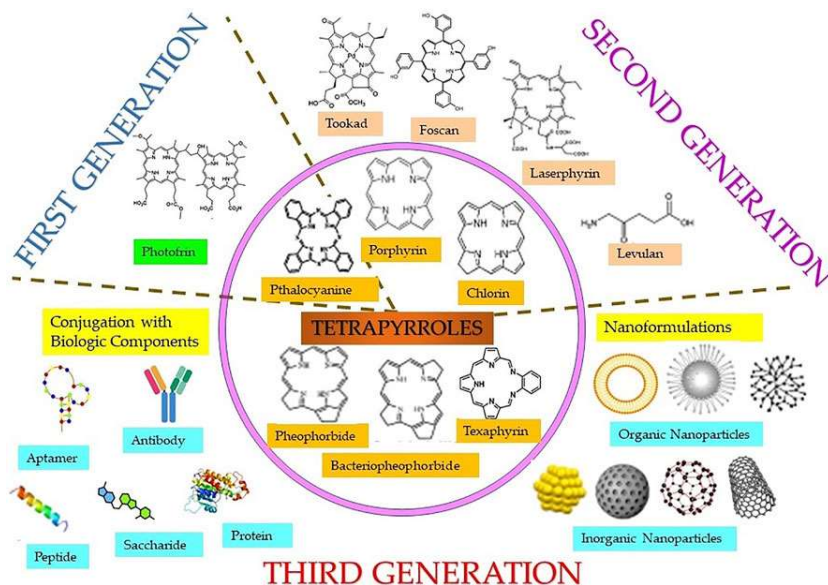 FIRST GENERATION
SECOND GENERATION
Tookad
Foscan
Laserphyrin
Photofrin
Levulan
Porphyrin
Pthalocyanine
Chlorin
TETRAPYRROLES
Conjugation with
Biologic Components
Nanoformulations
Pheophorbide
Texaphyrin
Bacteriopheophorbide
Aptamer
Antibody
Organic Nanoparticles
Peptide
Saccharide
Protein
Inorganic Nanoparticles
THIRD GENERATION